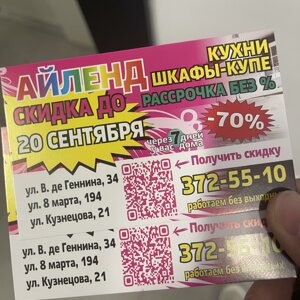 АЙЛЕНД
КУХНИ
ШКАФЫ-КУПЕ
РАССРОЧКА БЕЗ %
СКИДКА ДО
20 СЕНТЯБРЯ
-70%
Через 7 дней
у вас дома
Получить скидку
ул. В. де Геннина, 34
ул. 8 марта, 194
ул. Кузнецова, 21
372-55-10
работаем без выходных
Получить скидку
ул. В. де Геннина, 34
ул. 8 марта, 194
ул. Кузнецова, 21
372-55-10
работаем без